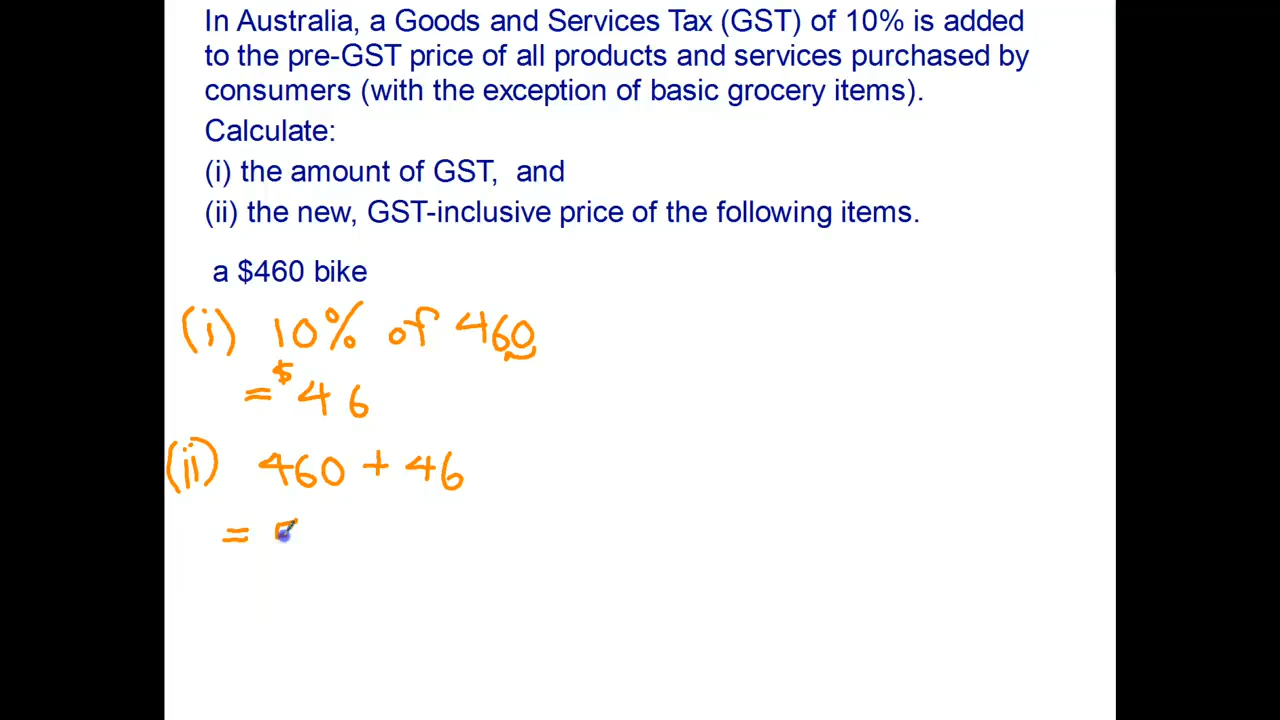 In Australia, a Goods and Services Tax (GST) of 10% is added
to the pre-GST price of all products and services purchased by
consumers (with the exception of basic grocery items).
Calculate:
(i) the amount of GST, and
(ii) the new, GST-inclusive price of the following items.
a $460 bike
(i) 10% of 460
= $46
(ii) 460 + 46
=